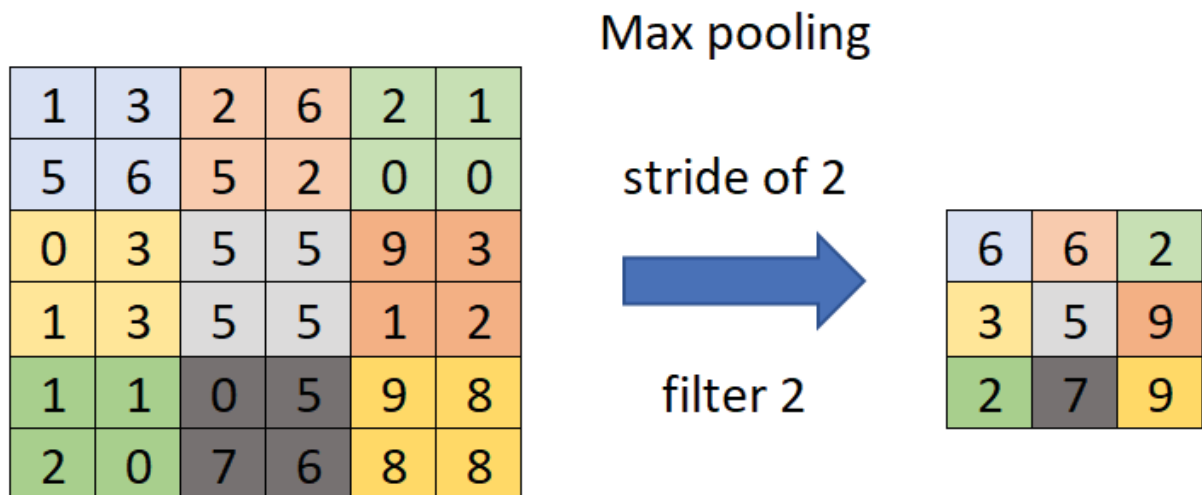 Max pooling
1 3 2 6 2 1
5 6 5 2 0 0
0 3 5 5 9 3
1 3 5 5 1 2
1 1 0 5 9 8
2 0 7 6 8 8
stride of 2
filter 2
6 6 2
3 5 9
2 7 9